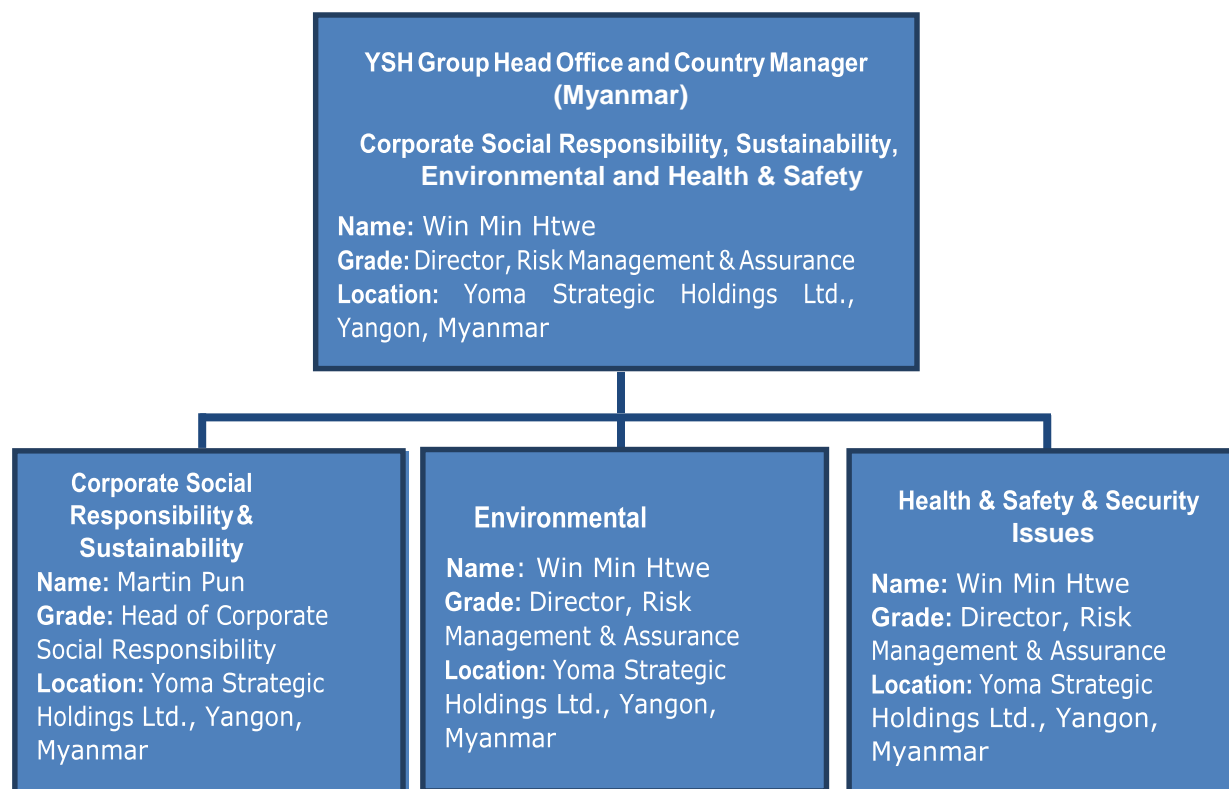 YSH Group Head Office and Country Manager
(Myanmar)
Corporate Social Responsibility, Sustainability,
Environmental and Health & Safety
Name: Win Min Htwe
Grade: Director, Risk Management & Assurance
Location: Yoma Strategic Holdings Ltd.,
Yangon, Myanmar
Corporate Social
Responsibility &
Sustainability
Name: Martin Pun
Grade: Head of Corporate
Social Responsibility
Location: Yoma Strategic
Holdings Ltd., Yangon,
Myanmar
Environmental
Name: Win Min Htwe
Grade: Director, Risk
Management & Assurance
Location: Yoma Strategic
Holdings Ltd., Yangon,
Myanmar
Health & Safety & Security
Issues
Name: Win Min Htwe
Grade: Director, Risk
Management & Assurance
Location: Yoma Strategic
Holdings Ltd., Yangon,
Myanmar